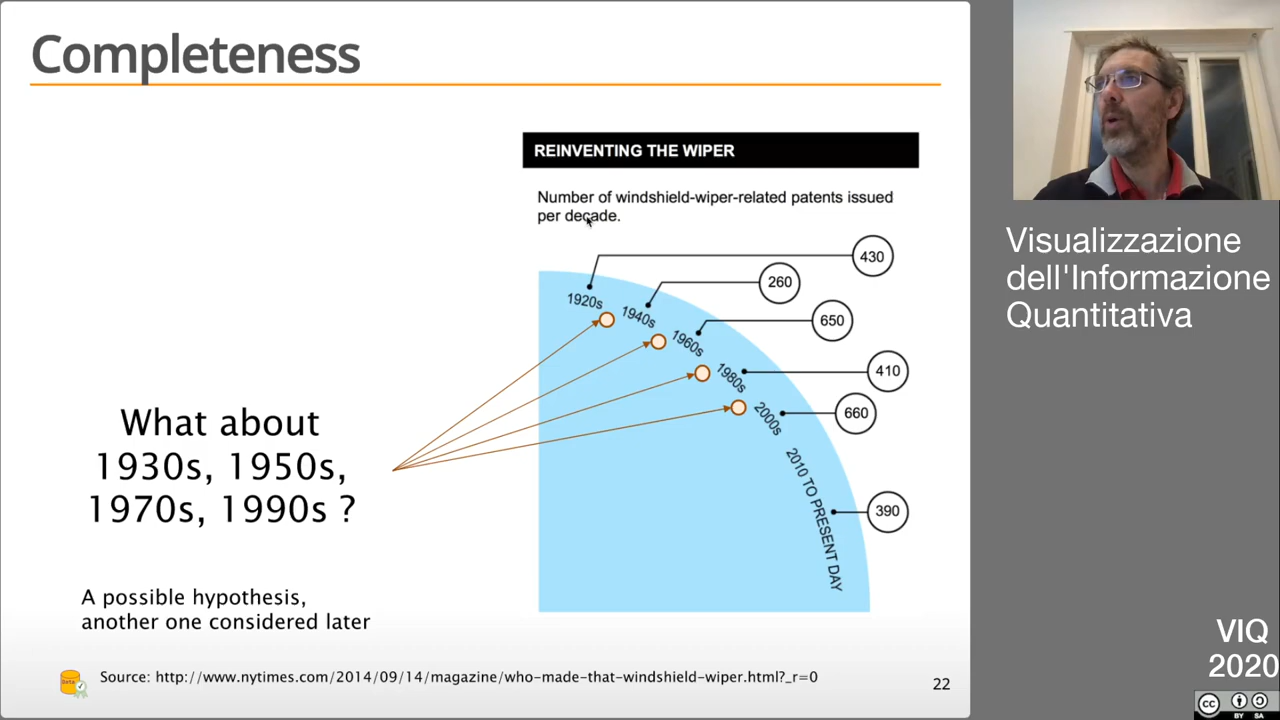 Completeness
REINVENTING THE WIPER
Number of windshield-wiper-related patents issued
per decade.
430
260
650
410
660
390
1920s
1940s
1960s
1980s
2000s
2010 TO PRESENT DAY
What about
1930s, 1950s,
1970s, 1990s ?
A possible hypothesis,
another one considered later
Source: http://www.nytimes.com/2014/09/14/magazine/who-made-that-windshield-wiper.html?_r=0
22
Visualizzazione
dell'Informazione
Quantitativa
VIQ
2020
cc
BY SA